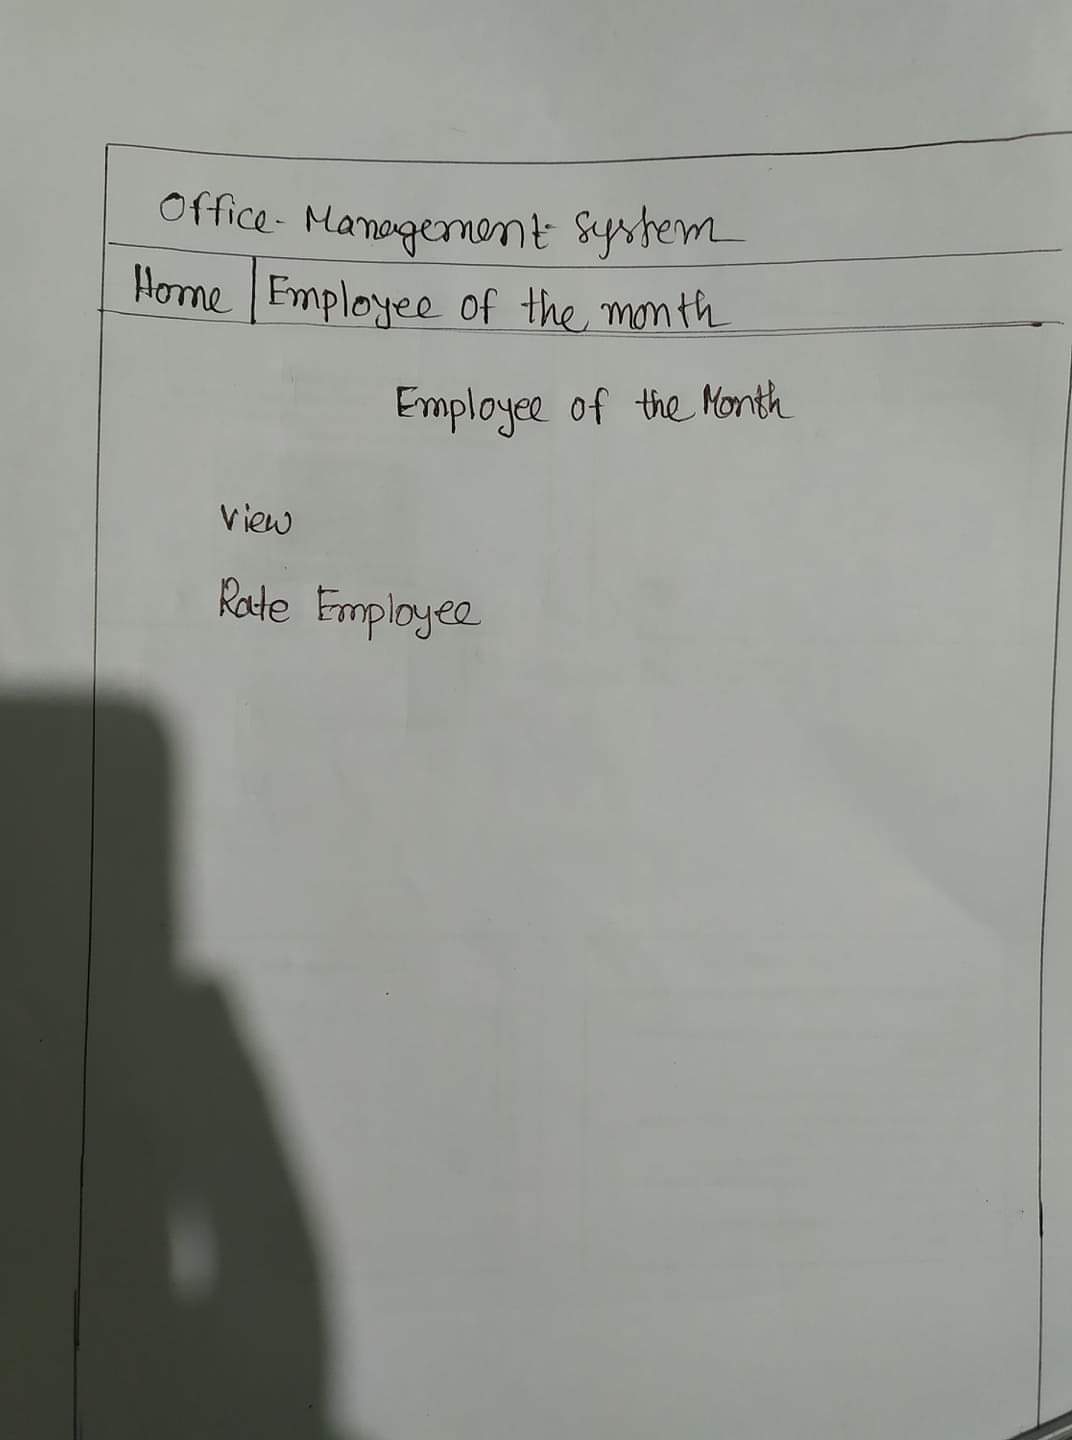 Office-Management System
Home | Employee of the month
Employee of the Month
View
Rate Employee